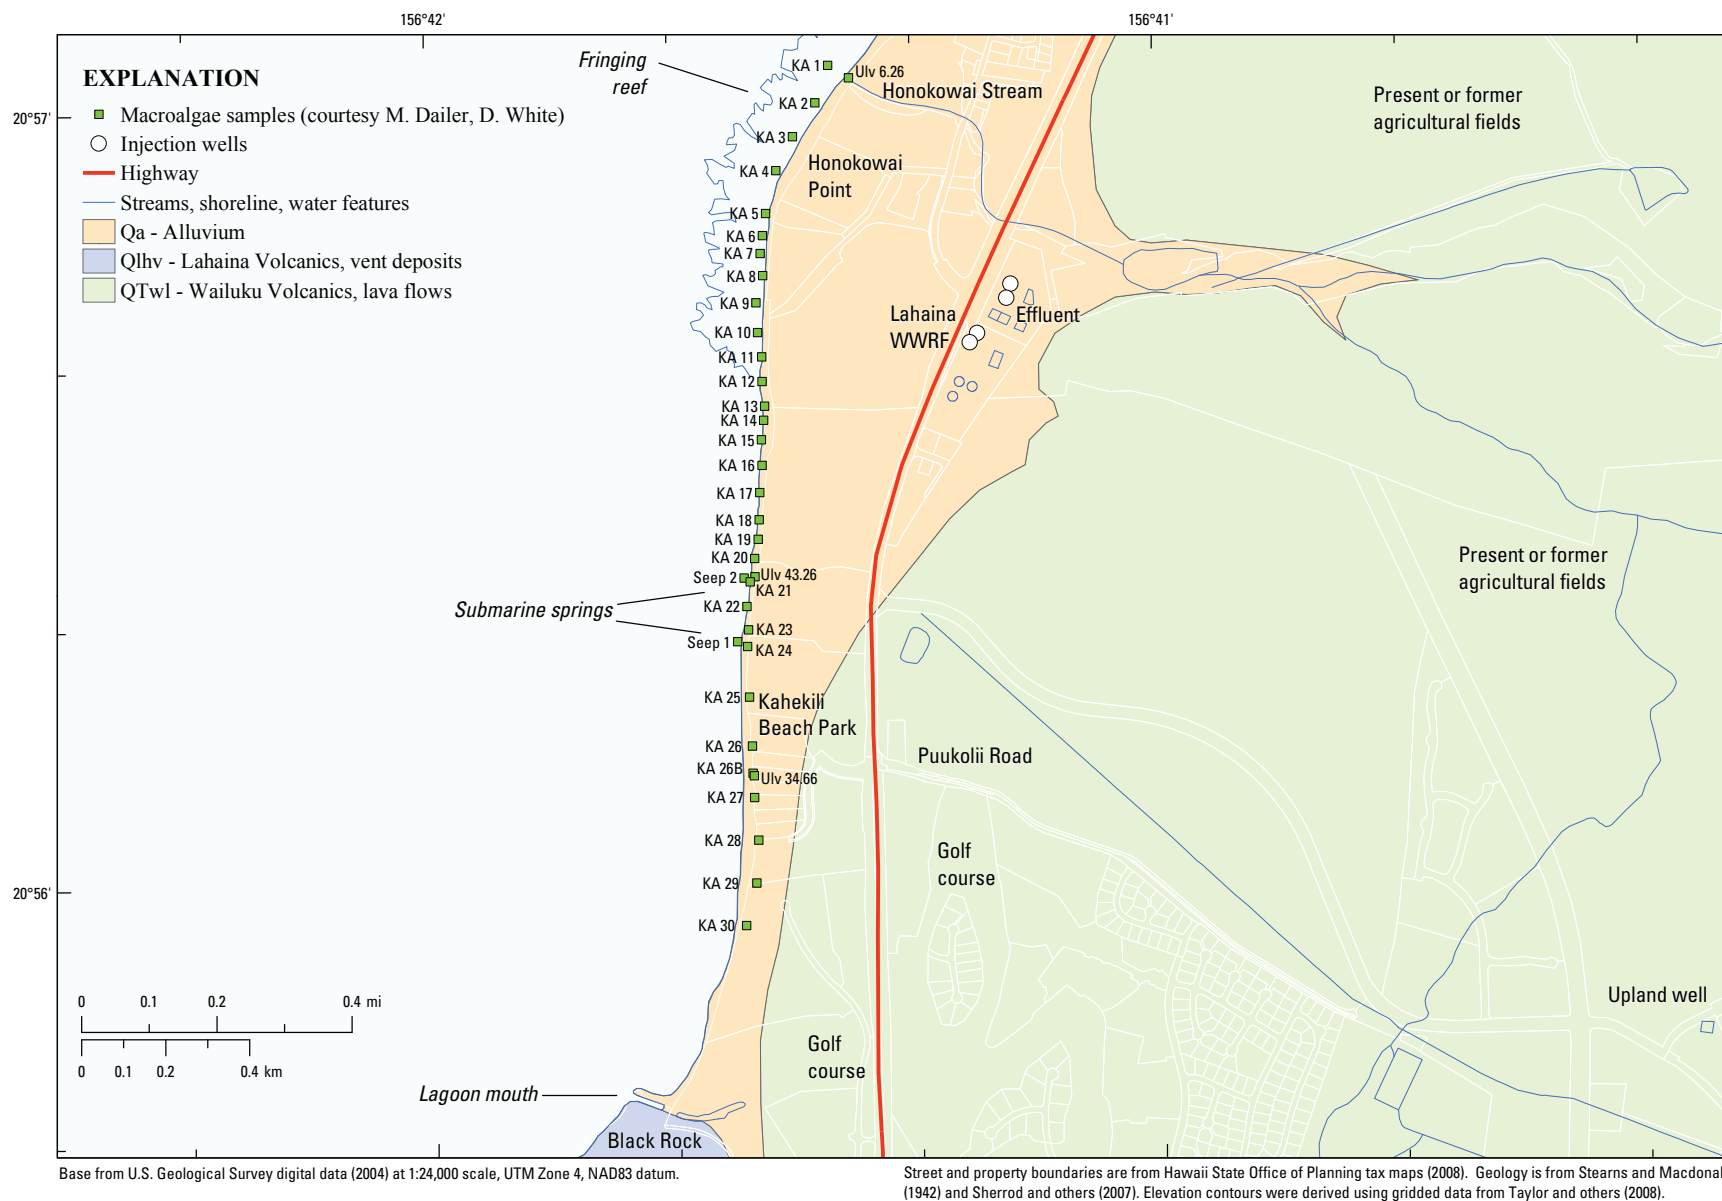 156°42'
156°41'
20°57'
20°56'
EXPLANATION
Macroalgae samples (courtesy M. Dailer, D. White)
Injection wells
Highway
Streams, shoreline, water features
Qa - Alluvium
Qlhv - Lahaina Volcanics, vent deposits
QTwl - Wailuku Volcanics, lava flows
Fringing
reef
KA 1
Ulv 6.26
Honokowai Stream
KA 2
KA 3
Honokowai
Point
KA 4
KA 5
KA 6
KA 7
KA 8
KA 9
KA 10
KA 11
KA 12
KA 13
KA 14
KA 15
KA 16
KA 17
KA 18
KA 19
KA 20
Seep 2
Ulv 43.26
KA 21
Submarine springs
KA 22
KA 23
Seep 1
KA 24
KA 25
Kahekili
Beach Park
KA 26
KA 26B
Ulv 34.66
KA 27
KA 28
KA 29
KA 30
Lahaina
WWRF
Effluent
Present or former
agricultural fields
Present or former
agricultural fields
Puukolii Road
Golf
course
Golf
course
Upland well
0 0.1 0.2 0.4 mi
0 0.1 0.2 0.4 km
Lagoon mouth
Black Rock
Base from U.S. Geological Survey digital data (2004) at 1:24,000 scale, UTM Zone 4, NAD83 datum.
Street and property boundaries are from Hawaii State Office of Planning tax maps (2008). Geology is from Stearns and Macdonal
(1942) and Sherrod and others (2007). Elevation contours were derived using gridded data from Taylor and others (2008).